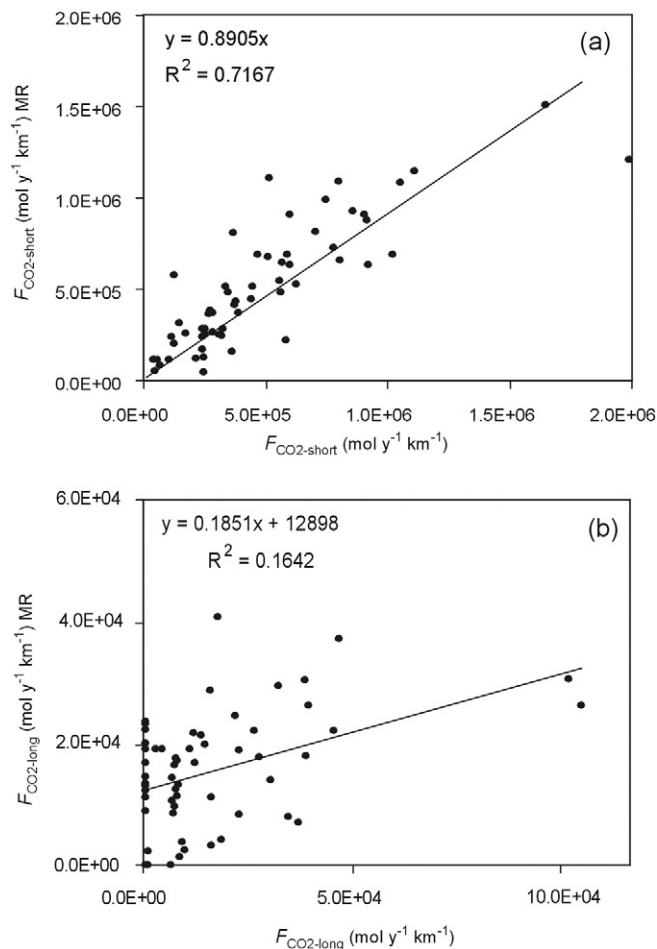 2.0E+06
y = 0.8905x
(a)
R² = 0.7167
1.5E+06
1.0E+06
5.0E+05
0.0E+00
F_CO2-short (mol y⁻¹ km⁻¹) MR
0.0E+00 5.0E+05 1.0E+06 1.5E+06 2.0E+06
F_CO2-short (mol y⁻¹ km⁻¹)
6.0E+04
y = 0.1851x + 12898
(b)
R² = 0.1642
4.0E+04
2.0E+04
0.0E+00
F_CO2-long (mol y⁻¹ km⁻¹) MR
0.0E+00 5.0E+04 10.0E+04
F_CO2-long (mol y⁻¹ km⁻¹)